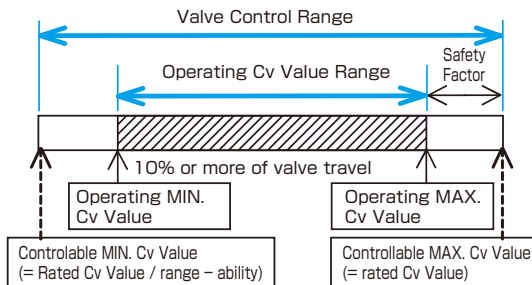 Valve Control Range
Operating Cv Value Range
Safety
Factor
10% or more of valve travel
Operating MIN.
Cv Value
Operating MAX.
Cv Value
Controlable MIN. Cv Value
(= Rated Cv Value / range – ability)
Controllable MAX. Cv Value
(= rated Cv Value)